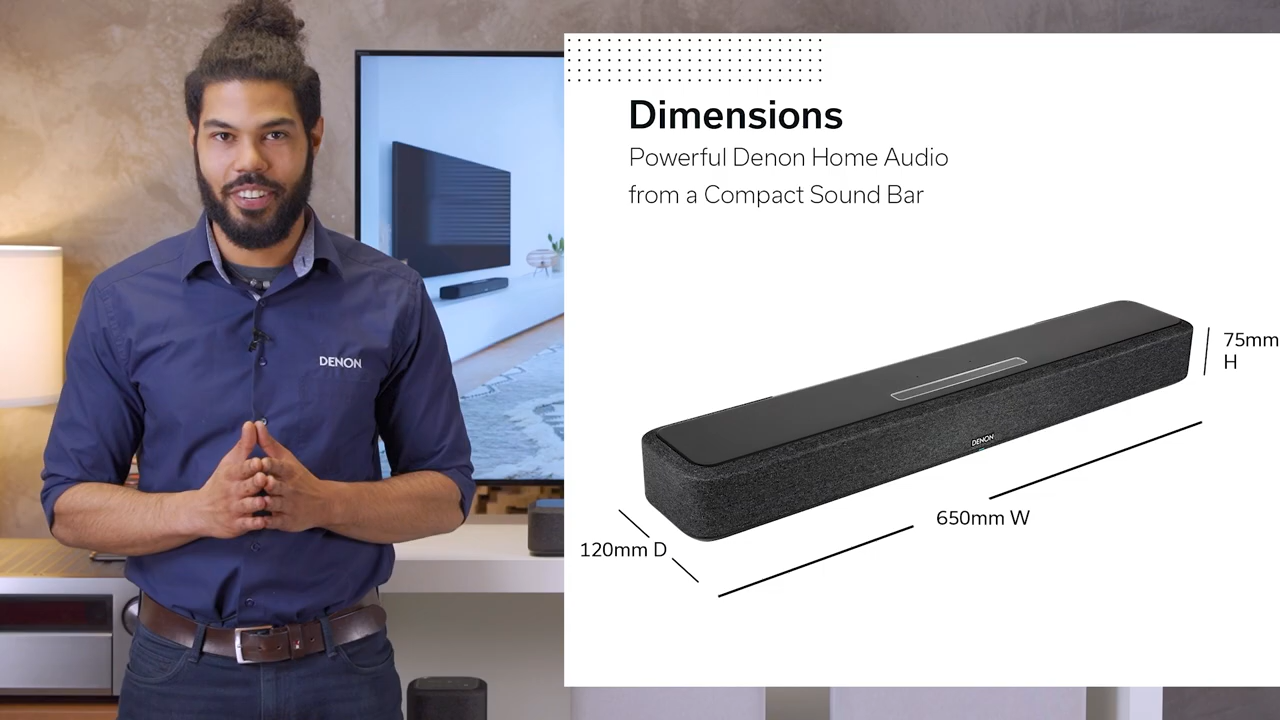 Dimensions
Powerful Denon Home Audio
from a Compact Sound Bar
DENON
75mm
H
DENON
650mm W
120mm D